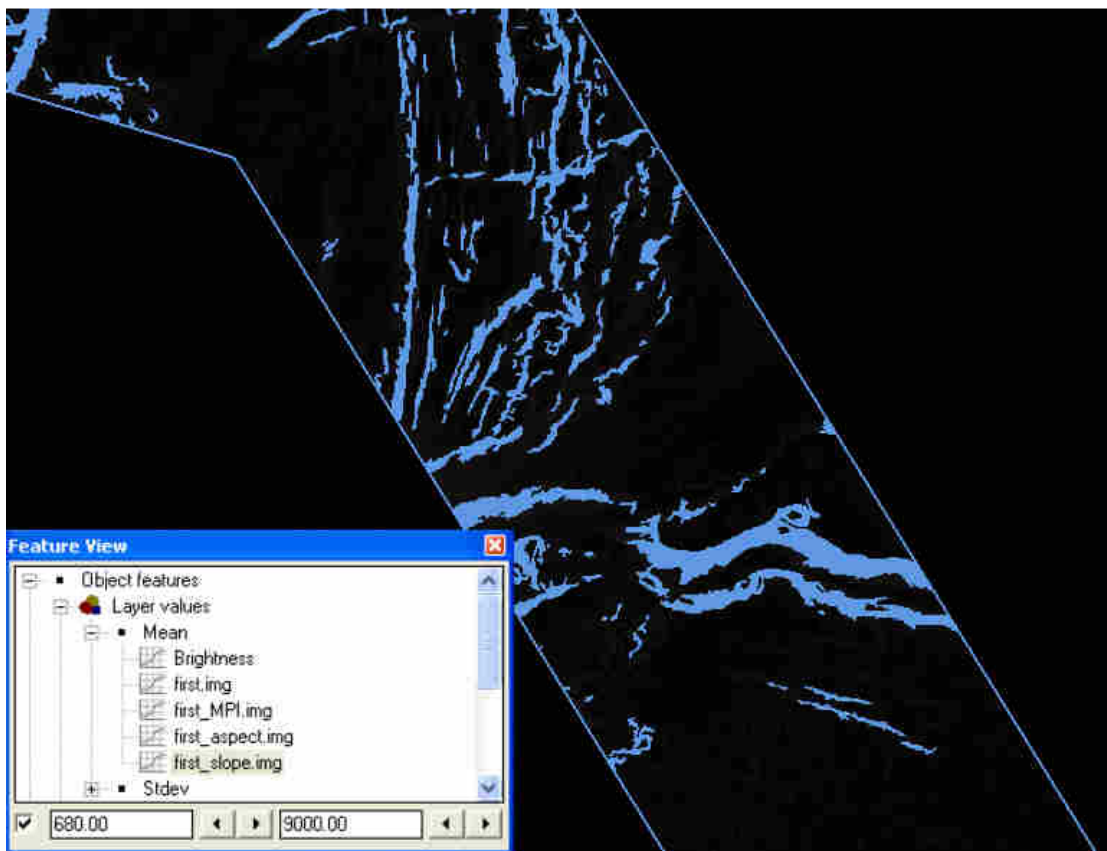 Feature View
Object features
Layer values
Mean
Brightness
first.img
first_MPI.img
first_aspect.img
first_slope.img
Stdev
680.00 9000.00